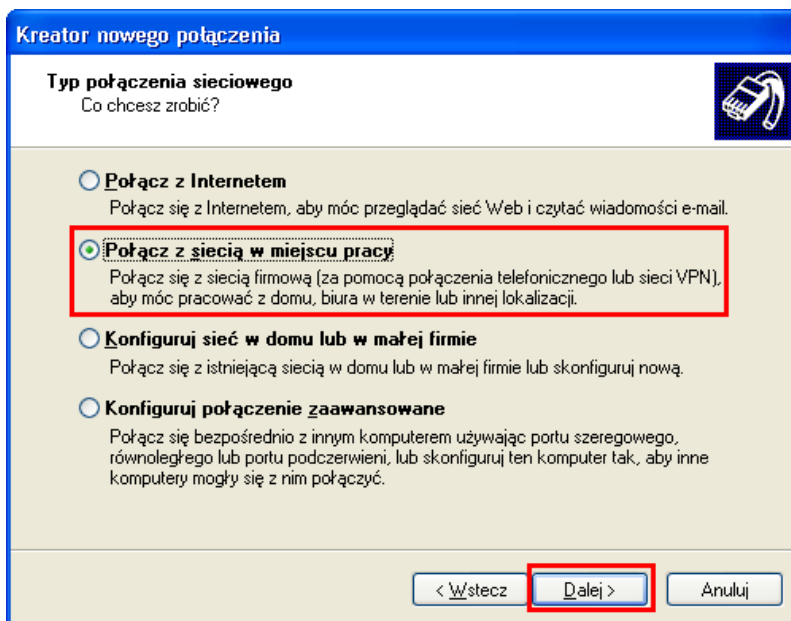 Kreator nowego połączenia
Typ połączenia sieciowego
Co chcesz zrobić?
Połącz z Internetem
Połącz się z Internetem, aby móc przeglądać sieć Web i czytać wiadomości e-mail.
Połącz z siecią w miejscu pracy
Połącz się z siecią firmową (za pomocą połączenia telefonicznego lub sieci VPN),
aby móc pracować z domu, biura w terenie lub innej lokalizacji.
Konfiguruj sieć w domu lub w małej firmie
Połącz się z istniejącą siecią w domu lub w małej firmie lub skonfiguruj nową.
Konfiguruj połączenie zaawansowane
Połącz się bezpośrednio z innym komputerem używając portu szeregowego,
równoległego lub portu podczerwieni, lub skonfiguruj ten komputer tak, aby inne
komputery mogły się z nim połączyć.
< Wstecz Dalej > Anuluj